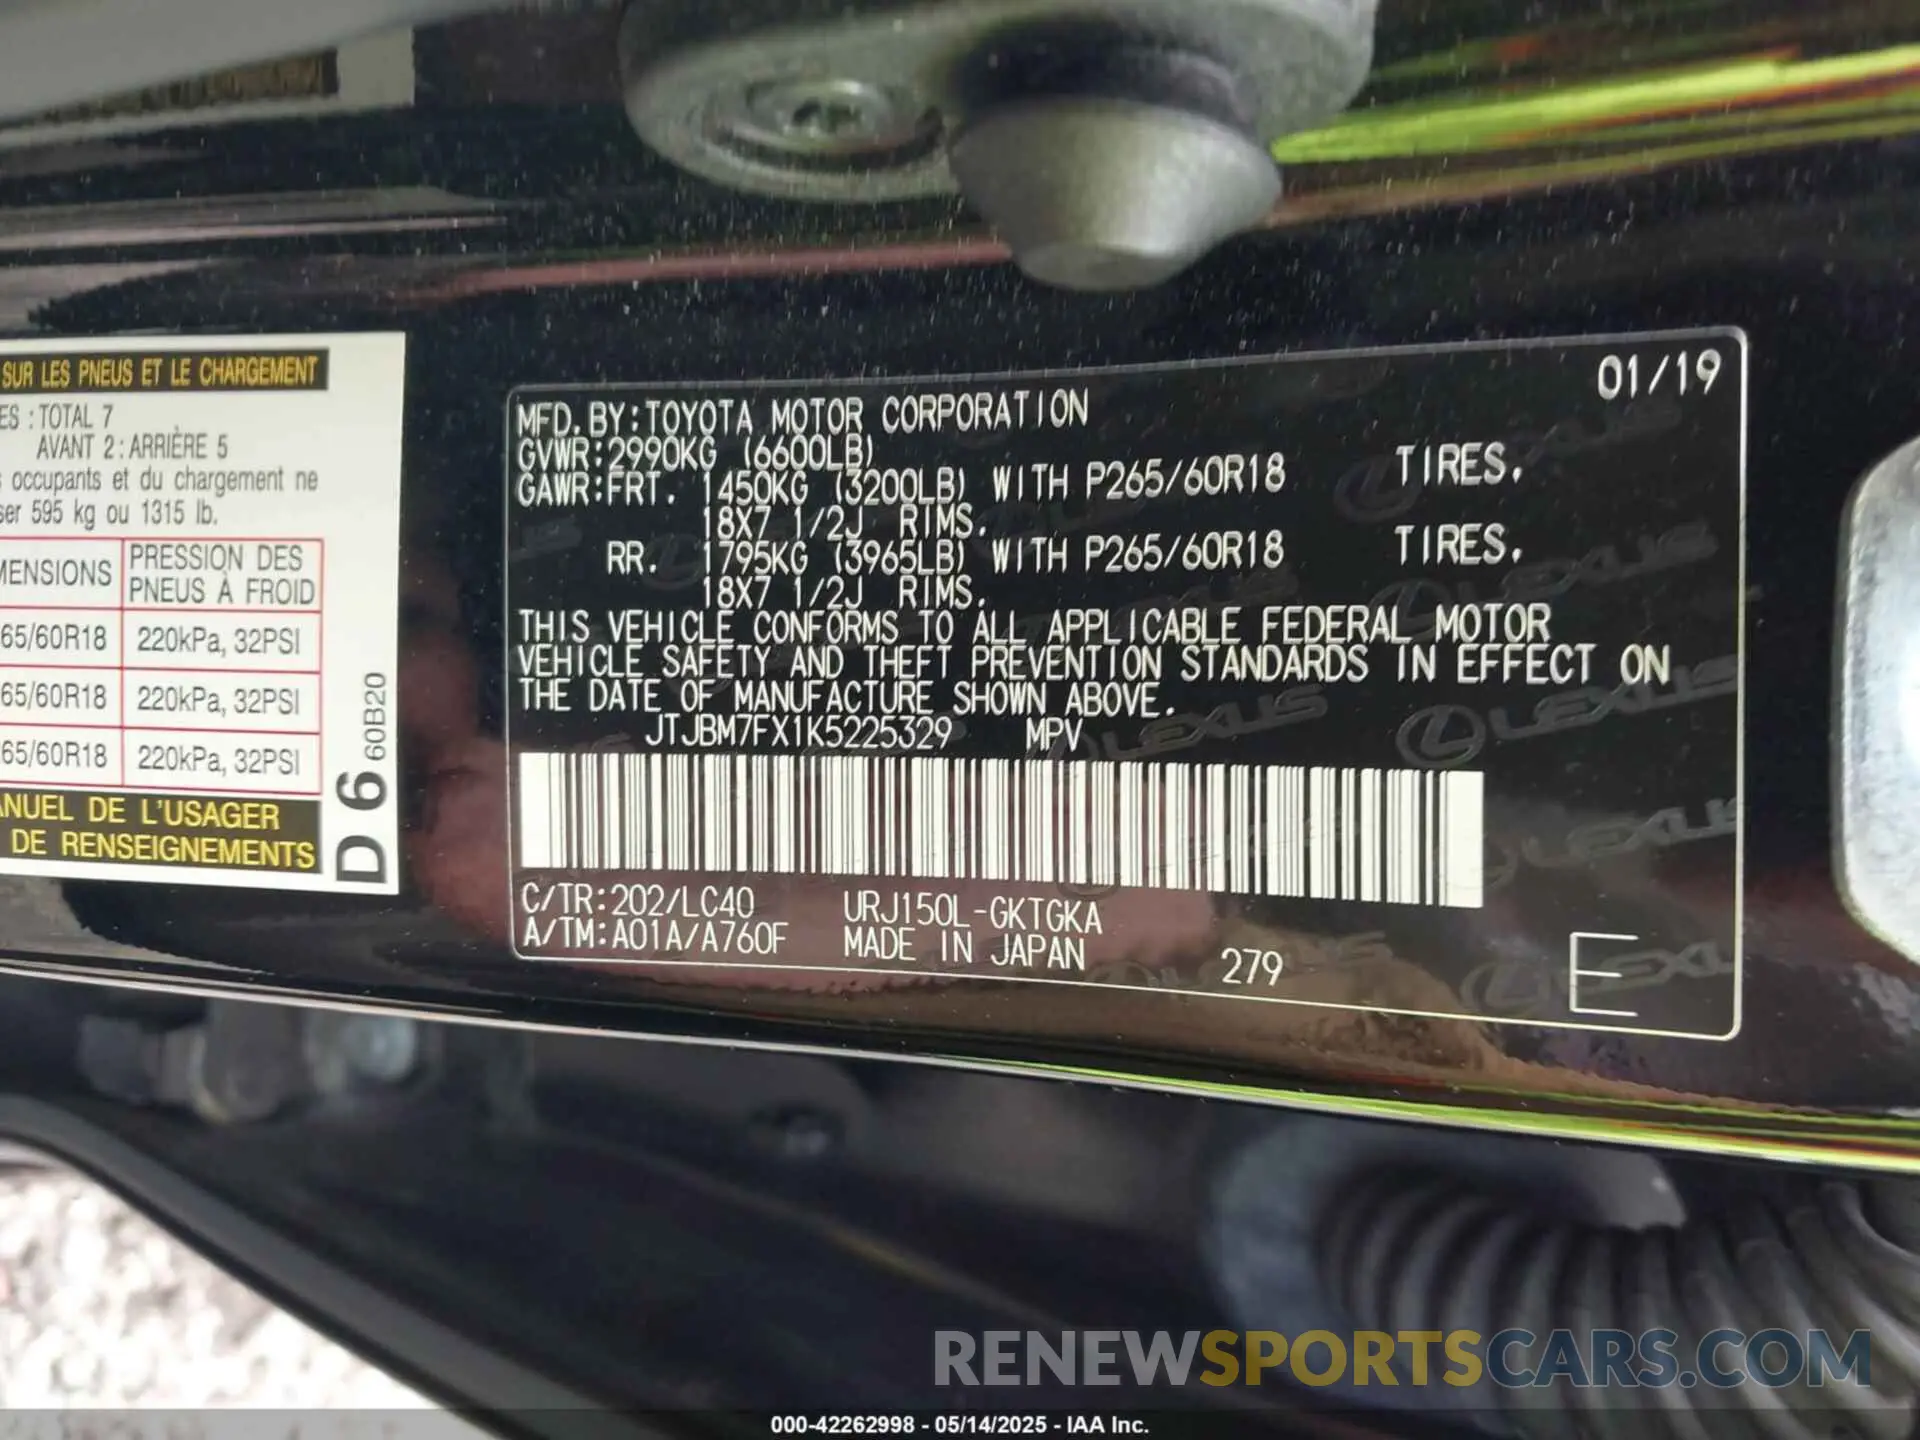 SUR LES PNEUS ET LE CHARGEMENT
ES : TOTAL 7
AVANT 2 : ARRIÈRE 5
occupants et du chargement ne
ser 595 kg ou 1315 lb.
MENSIONS PRESSION DES
PNEUS À FROID
65/60R18 220kPa, 32PSI
65/60R18 220kPa, 32PSI
65/60R18 220kPa, 32PSI
ANUEL DE L'USAGER
DE RENSEIGNEMENTS
D6 60B20
01/19
MFD.BY:TOYOTA MOTOR CORPORATION
GVWR:2990KG (6600LB)
GAWR:FRT. 1450KG (3200LB) WITH P265/60R18 TIRES.
18X7 1/2J RIMS.
RR. 1795KG (3965LB) WITH P265/60R18 TIRES.
18X7 1/2J RIMS.
THIS VEHICLE CONFORMS TO ALL APPLICABLE FEDERAL MOTOR
VEHICLE SAFETY AND THEFT PREVENTION STANDARDS IN EFFECT ON
THE DATE OF MANUFACTURE SHOWN ABOVE.
JTJBM7FX1K5225329 MPV
C/TR:202/LC40 URJ150L-GKTGKA
A/TM:A01A/A760F MADE IN JAPAN 279 E
LEXUS
RENEWSPORTSCARS.COM
000-42262998 - 05/14/2025 - IAA Inc.